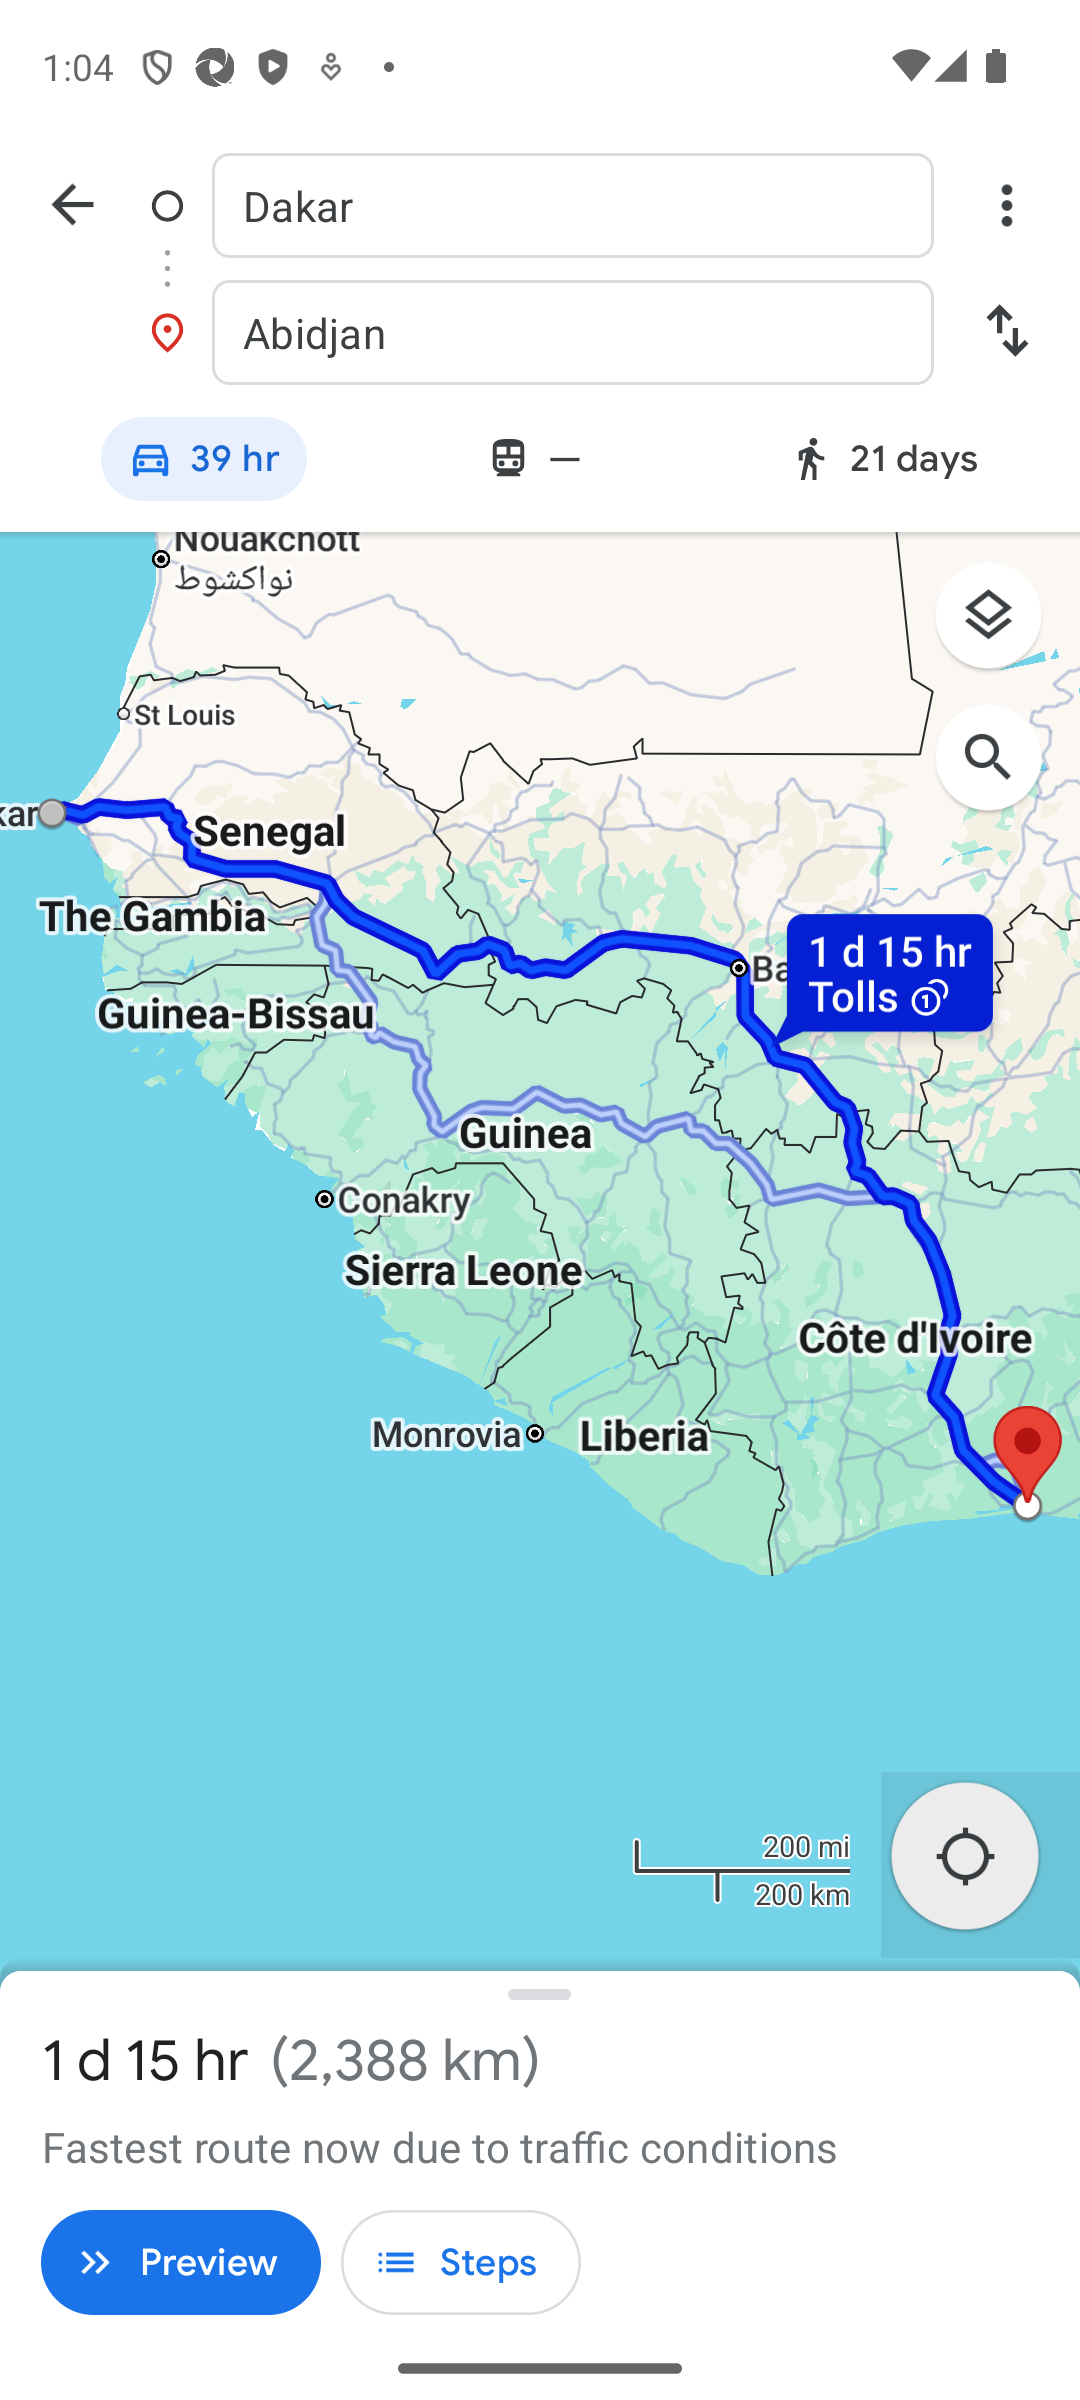 1:04
Dakar
Abidjan
39 hr
—
21 days
Nouakchott
نواكشوط
St Louis
Senegal
The Gambia
1 d 15 hr
Tolls
Guinea-Bissau
Guinea
Conakry
Sierra Leone
Côte d'Ivoire
Monrovia
Liberia
200 mi
200 km
1 d 15 hr (2,388 km)
Fastest route now due to traffic conditions
Preview
Steps